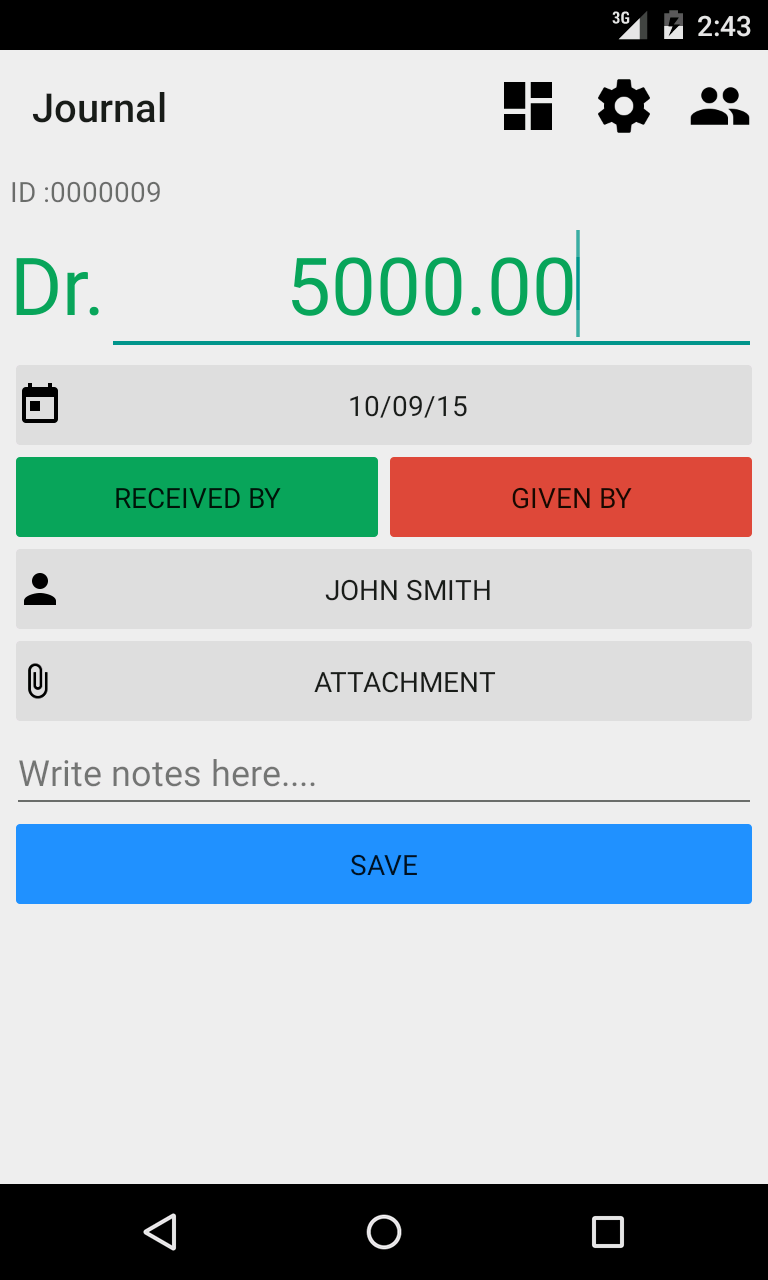 3G 2:43
Journal
ID :0000009
Dr. 5000.00
10/09/15
RECEIVED BY GIVEN BY
JOHN SMITH
ATTACHMENT
Write notes here....
SAVE